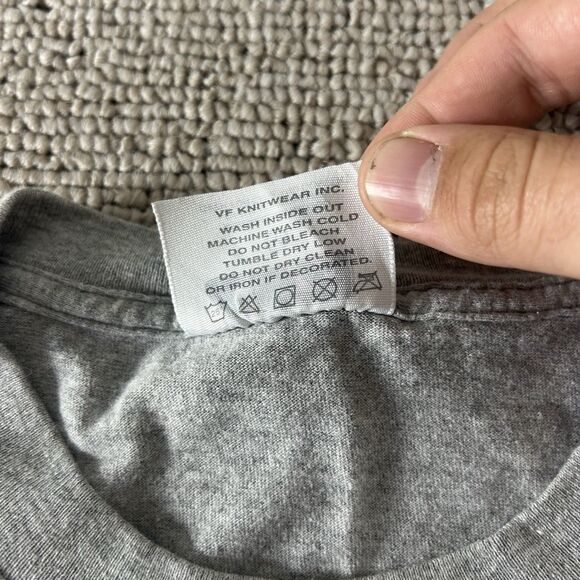 VF KNITWEAR INC.
WASH INSIDE OUT
MACHINE WASH COLD
DO NOT BLEACH
TUMBLE DRY LOW
DO NOT DRY CLEAN
OR IRON IF DECORATED.